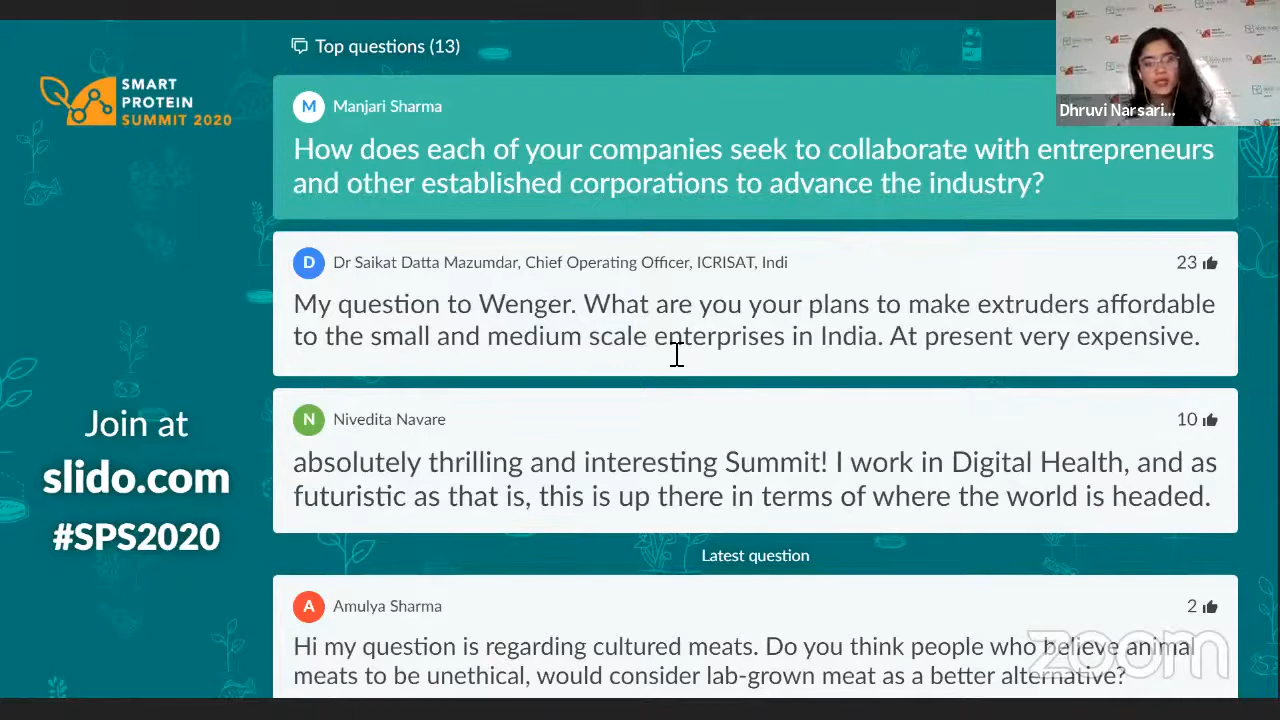 Top questions (13)
SMART
PROTEIN
SUMMIT 2020
Dhruvi Narsari...
M Manjari Sharma
How does each of your companies seek to collaborate with entrepreneurs
and other established corporations to advance the industry?
D Dr Saikat Datta Mazumdar, Chief Operating Officer, ICRISAT, Indi 23
My question to Wenger. What are you your plans to make extruders affordable
to the small and medium scale enterprises in India. At present very expensive.
N Nivedita Navare 10
absolutely thrilling and interesting Summit! I work in Digital Health, and as
futuristic as that is, this is up there in terms of where the world is headed.
Join at
slido.com
#SPS2020
Latest question
A Amulya Sharma 2
Hi my question is regarding cultured meats. Do you think people who believe animal
meats to be unethical, would consider lab-grown meat as a better alternative?
zoom